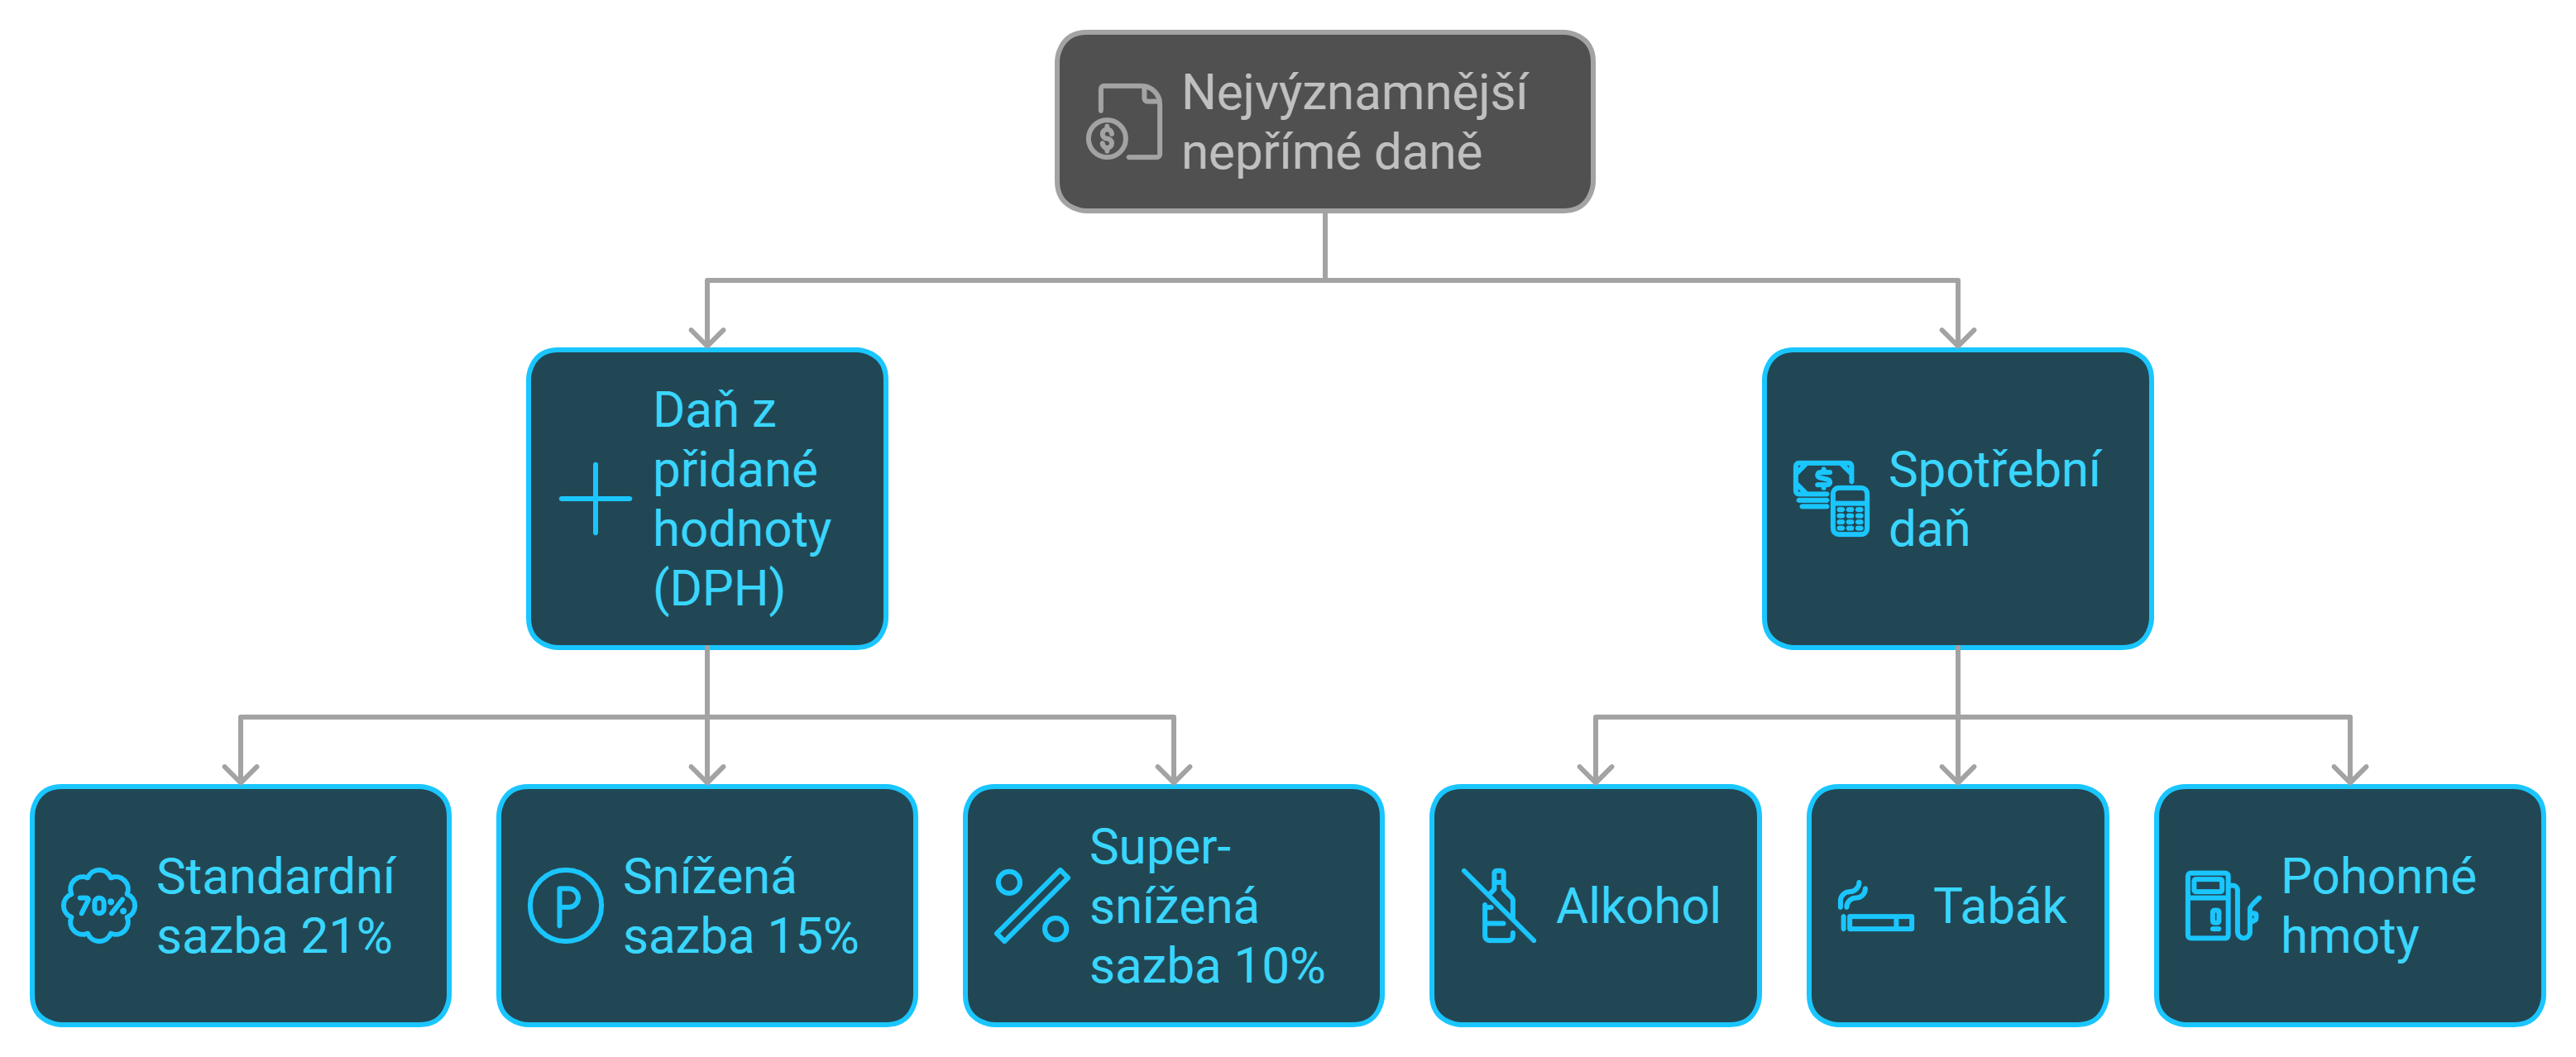 Nejvýznamnější
nepřímé daně
$
Daň z
přidané
hodnoty
(DPH)
$
Spotřební
daň
70%
Standardní
sazba 21%
P
Snížená
sazba 15%
Super-
snížená
sazba 10%
Alkohol
Tabák
Pohonné
hmoty